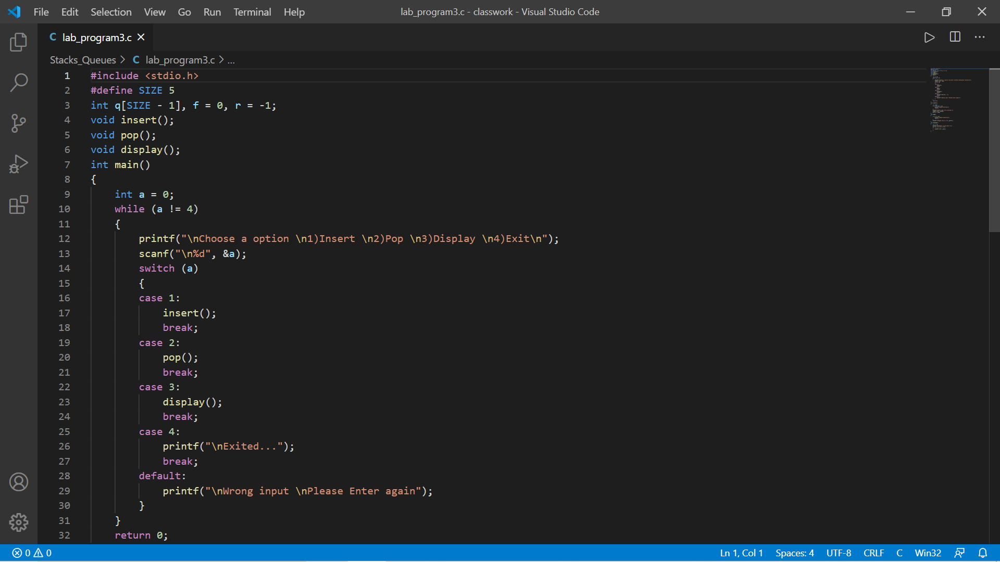 File Edit Selection View Go Run Terminal Help lab_program3.c - classwork - Visual Studio Code
C lab_program3.c
Stacks_Queues > C lab_program3.c > ...
1 #include <stdio.h>
2 #define SIZE 5
3 int q[SIZE - 1], f = 0, r = -1;
4 void insert();
5 void pop();
6 void display();
7 int main()
8 {
9 int a = 0;
10 while (a != 4)
11 {
12 printf("\nChoose a option \n1)Insert \n2)Pop \n3)Display \n4)Exit\n");
13 scanf("\n%d", &a);
14 switch (a)
15 {
16 case 1:
17 insert();
18 break;
19 case 2:
20 pop();
21 break;
22 case 3:
23 display();
24 break;
25 case 4:
26 printf("\nExited...");
27 break;
28 default:
29 printf("\nWrong input \nPlease Enter again");
30 }
31 }
32 return 0;
0 0 Ln 1, Col 1 Spaces: 4 UTF-8 CRLF C Win32